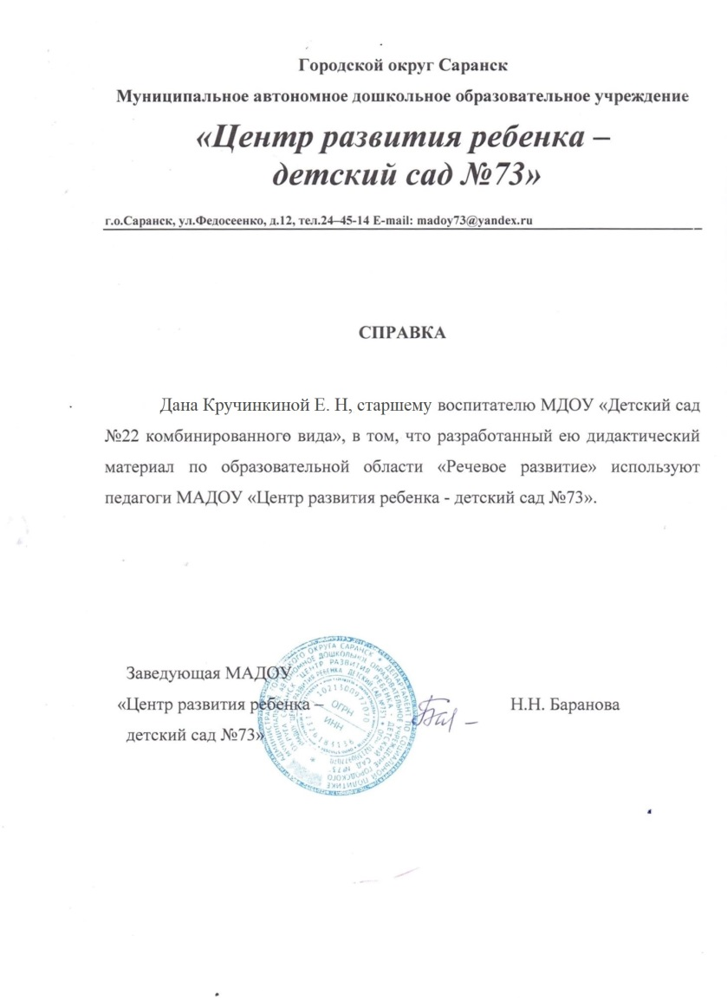 Городской округ Саранск
Муниципальное автономное дошкольное образовательное учреждение
«Центр развития ребенка –
детский сад №73»
г.о.Саранск, ул.Федосеенко, д.12, тел.24–45-14 E-mail: madoy73@yandex.ru
СПРАВКА
Дана Кручинкиной Е. Н, старшему воспитателю МДОУ «Детский сад
№22 комбинированного вида», в том, что разработанный ею дидактический
материал по образовательной области «Речевое развитие» используют
педагоги МАДОУ «Центр развития ребенка - детский сад №73».
Заведующая МАДОУ
«Центр развития ребенка –
Н.Н. Баранова
детский сад №73»
ОГРН
ИНН